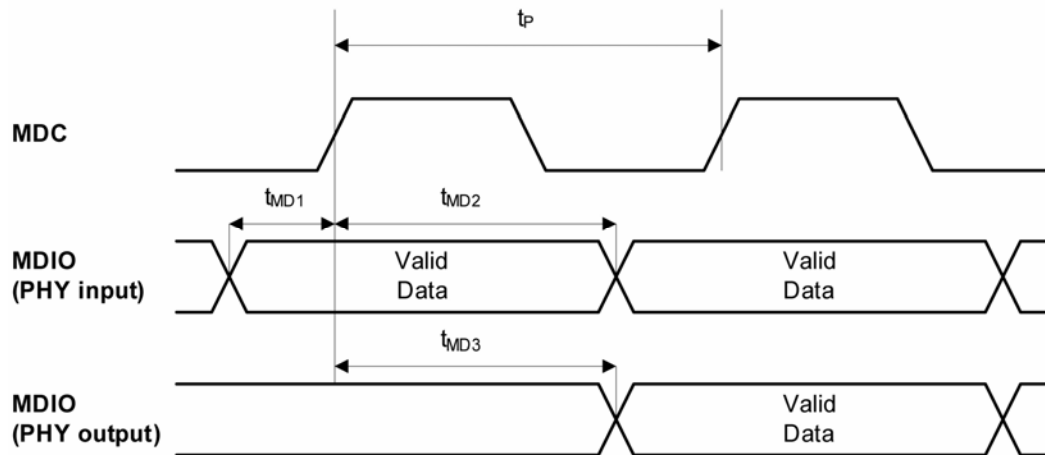 tP
MDC
tMD1
tMD2
MDIO
(PHY input)
Valid
Data
Valid
Data
tMD3
MDIO
(PHY output)
Valid
Data